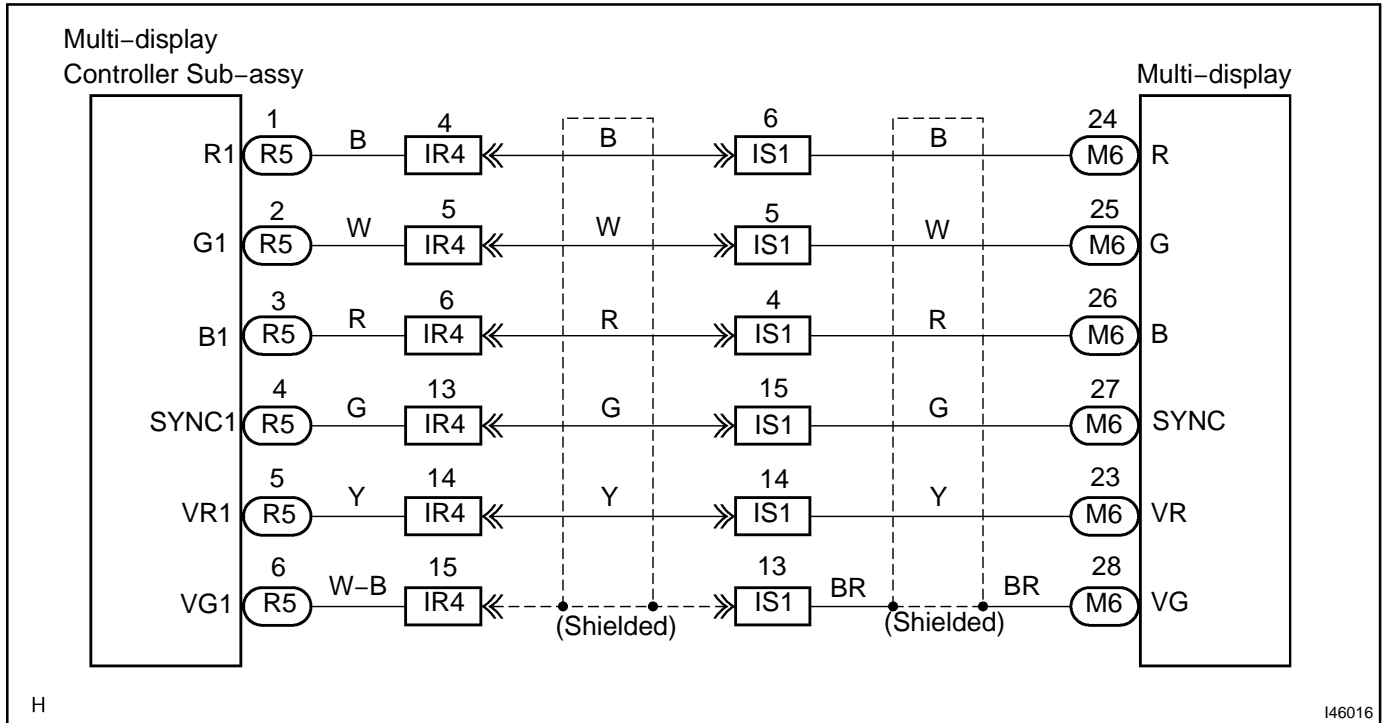 Multi−display
Controller Sub−assy
Multi−display
1 4 6 24
R1 R5 B IR4 B IS1 B M6 R
2 5 5 25
G1 R5 W IR4 W IS1 W M6 G
3 6 4 26
B1 R5 R IR4 R IS1 R M6 B
4 13 15 27
SYNC1 R5 G IR4 G IS1 G M6 SYNC
5 14 14 23
VR1 R5 Y IR4 Y IS1 Y M6 VR
6 15 13 28
VG1 R5 W−B IR4 IS1 BR BR M6 VG
(Shielded) (Shielded)
H I46016